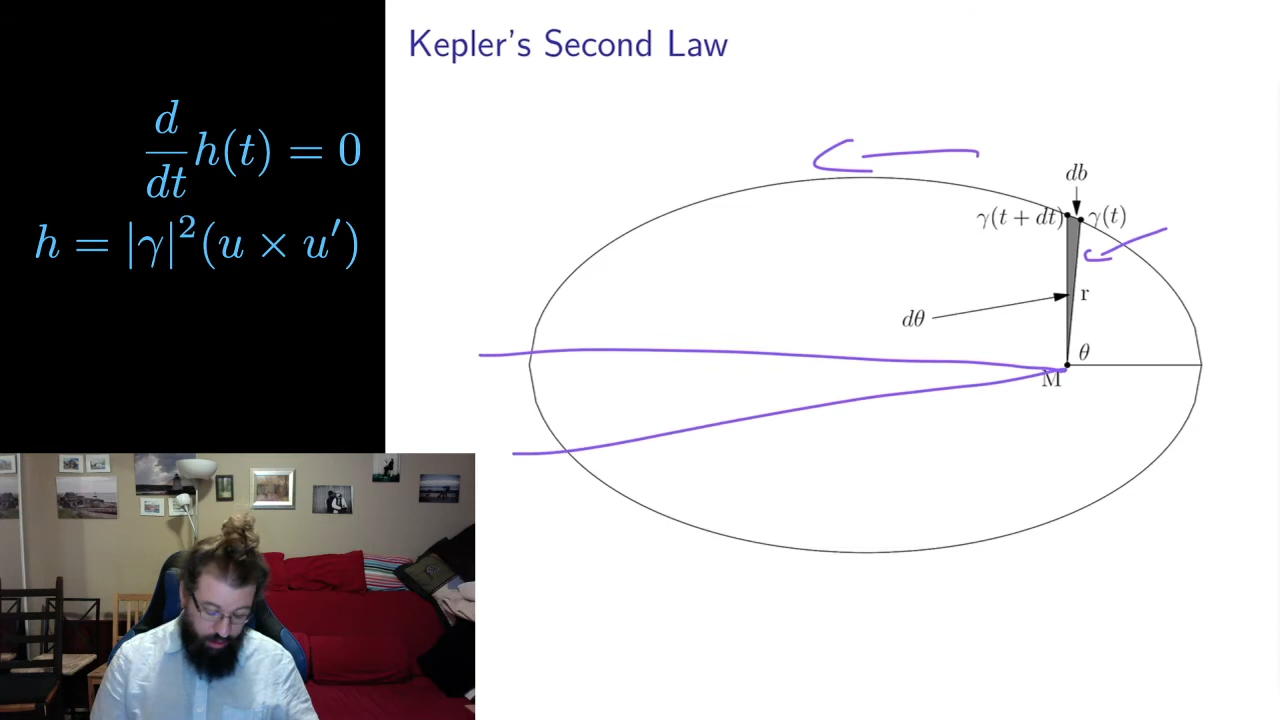 Kepler's Second Law
d/dt h(t) = 0
h = |γ|²(u × u′)
db
γ(t + dt)
γ(t)
r
dθ
θ
M